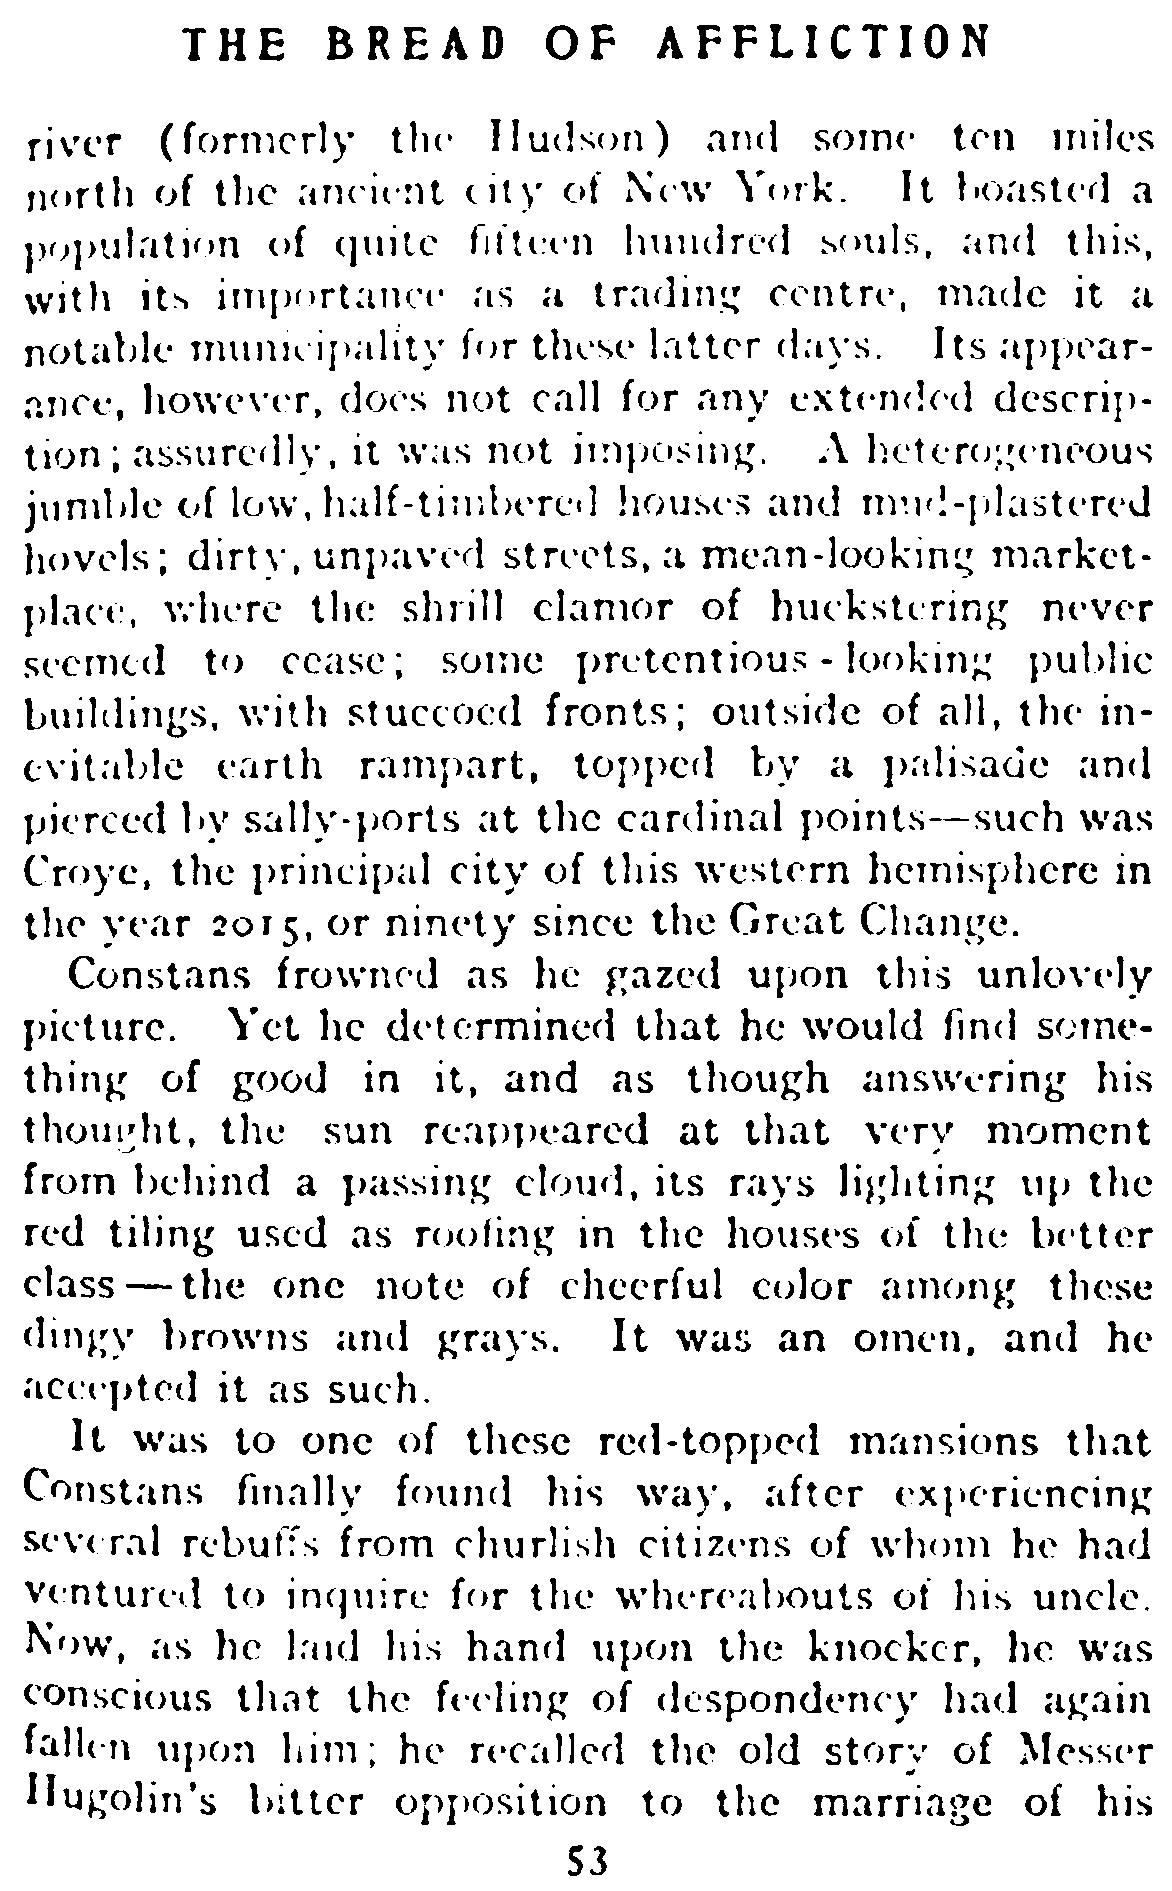 THE BREAD OF AFFLICTION
river (formerly the Hudson) and some ten miles
north of the ancient city of New York. It boasted a
population of quite fifteen hundred souls, and this,
with its importance as a trading centre, made it a
notable municipality for these latter days. Its appear-
ance, however, does not call for any extended descrip-
tion; assuredly, it was not imposing. A heterogeneous
jumble of low, half-timbered houses and mud-plastered
hovels; dirty, unpaved streets, a mean-looking market-
place, where the shrill clamor of huckstering never
seemed to cease; some pretentious-looking public
buildings, with stuccoed fronts; outside of all, the in-
evitable earth rampart, topped by a palisade and
pierced by sally-ports at the cardinal points—such was
Croye, the principal city of this western hemisphere in
the year 2015, or ninety since the Great Change.
Constans frowned as he gazed upon this unlovely
picture. Yet he determined that he would find some-
thing of good in it, and as though answering his
thought, the sun reappeared at that very moment
from behind a passing cloud, its rays lighting up the
red tiling used as roofing in the houses of the better
class—the one note of cheerful color among these
dingy browns and grays. It was an omen, and he
accepted it as such.
It was to one of these red-topped mansions that
Constans finally found his way, after experiencing
several rebuffs from churlish citizens of whom he had
ventured to inquire for the whereabouts of his uncle.
Now, as he laid his hand upon the knocker, he was
conscious that the feeling of despondency had again
fallen upon him; he recalled the old story of Messer
Hugolin's bitter opposition to the marriage of his
53